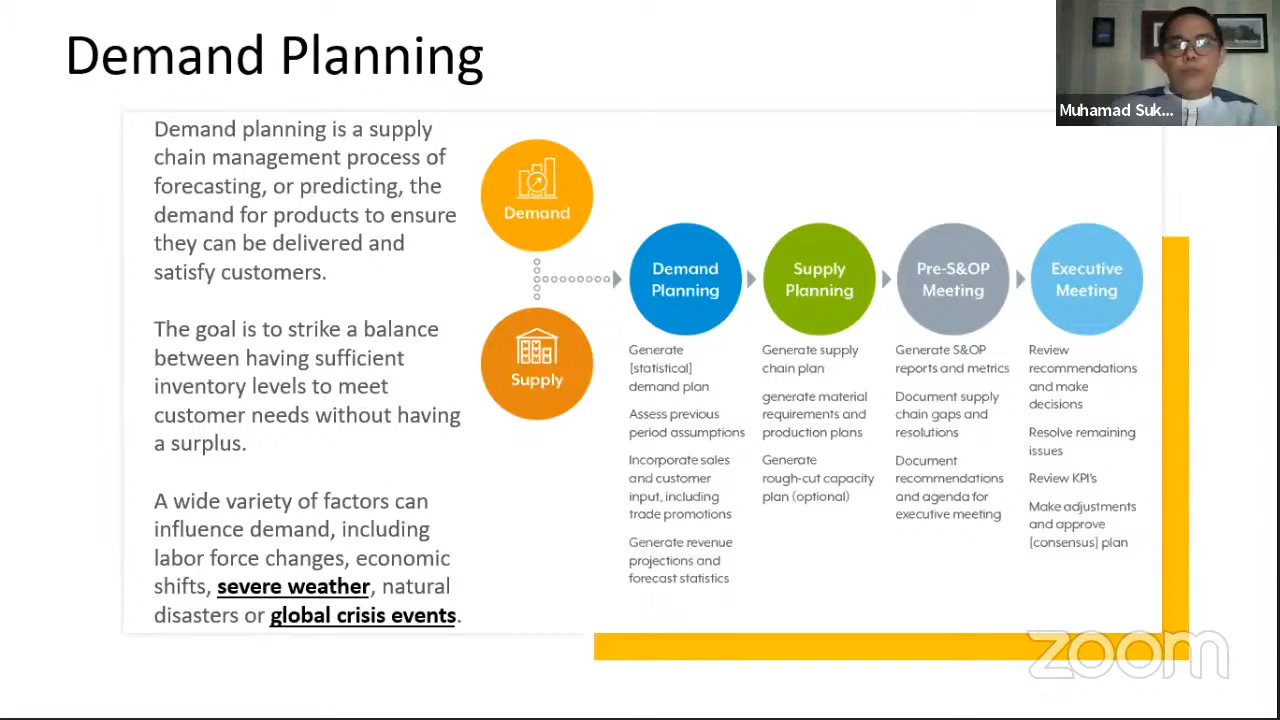 Demand Planning
Muhamad Suk...
Demand planning is a supply
chain management process of
forecasting, or predicting, the
demand for products to ensure
they can be delivered and
satisfy customers.
The goal is to strike a balance
between having sufficient
inventory levels to meet
customer needs without having
a surplus.
A wide variety of factors can
influence demand, including
labor force changes, economic
shifts, severe weather, natural
disasters or global crisis events.
Demand
Supply
Demand
Planning
Generate
[statistical]
demand plan
Assess previous
period assumptions
Incorporate sales
and customer
input, including
trade promotions
Generate revenue
projections and
forecast statistics
Supply
Planning
Generate supply
chain plan
generate material
requirements and
production plans
Generate
rough-cut capacity
plan (optional)
Pre-S&OP
Meeting
Generate S&OP
reports and metrics
Document supply
chain gaps and
resolutions
Document
recommendations
and agenda for
executive meeting
Executive
Meeting
Review
recommendations
and make
decisions
Resolve remaining
issues
Review KPI's
Make adjustments
and approve
[consensus] plan
zoom